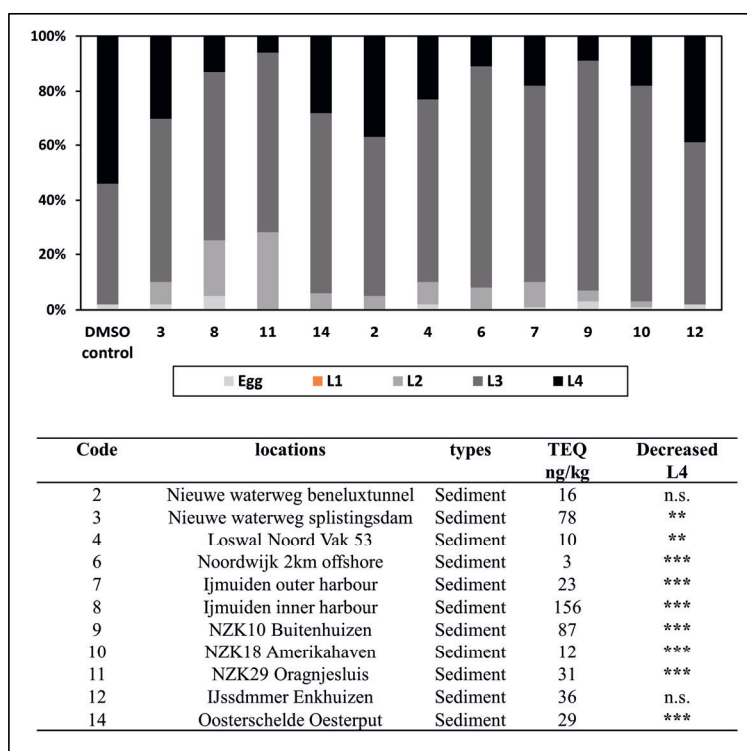 100%
80%
60%
40%
20%
0%
DMSO control 3 8 11 14 2 4 6 7 9 10 12
Egg L1 L2 L3 L4
Code locations types TEQ ng/kg Decreased L4
2 Nieuwe waterweg beneluxtunnel Sediment 16 n.s.
3 Nieuwe waterweg splistingsdam Sediment 78 **
4 Loswal Noord Vak 53 Sediment 10 **
6 Noordwijk 2km offshore Sediment 3 ***
7 Ijmuiden outer harbour Sediment 23 ***
8 Ijmuiden inner harbour Sediment 156 ***
9 NZK10 Buitenhuizen Sediment 87 ***
10 NZK18 Amerikahaven Sediment 12 ***
11 NZK29 Oragnjesluis Sediment 31 ***
12 IJssdmmer Enkhuizen Sediment 36 n.s.
14 Oosterschelde Oesterput Sediment 29 ***